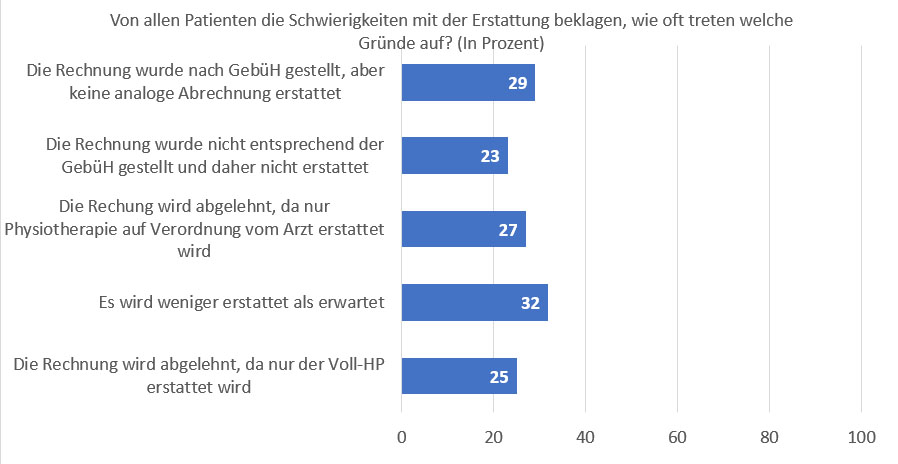 Von allen Patienten die Schwierigkeiten mit der Erstattung beklagen, wie oft treten welche
Gründe auf? (In Prozent)
Die Rechnung wurde nach GebüH gestellt, aber
keine analoge Abrechnung erstattet
29
Die Rechnung wurde nicht entsprechend der
GebüH gestellt und daher nicht erstattet
23
Die Rechung wird abgelehnt, da nur
Physiotherapie auf Verordnung vom Arzt erstattet
wird
27
Es wird weniger erstattet als erwartet
32
Die Rechnung wird abgelehnt, da nur der Voll-HP
erstattet wird
25
0 20 40 60 80 100